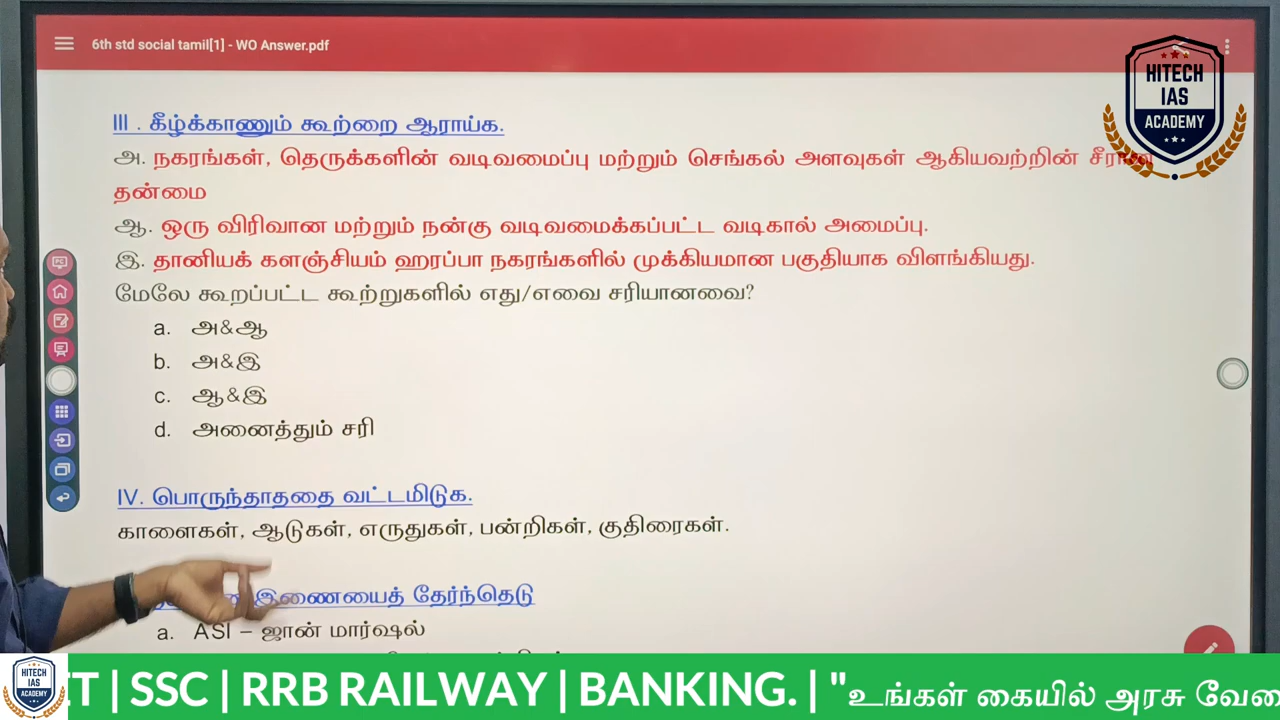 6th std social tamil[1] - WO Answer.pdf
HITECH
IAS
ACADEMY
III . கீழ்க்காணும் கூற்றை ஆராய்க.
அ. நகரங்கள், தெருக்களின் வடிவமைப்பு மற்றும் செங்கல் அளவுகள் ஆகியவற்றின்
தன்மை
ஆ. ஒரு விரிவான மற்றும் நன்கு வடிவமைக்கப்பட்ட வடிகால் அமைப்பு.
இ. தானியக் களஞ்சியம் ஹரப்பா நகரங்களில் முக்கியமான பகுதியாக விளங்கியது.
மேலே கூறப்பட்ட கூற்றுகளில் எது/எவை சரியானவை?
a. அ&ஆ
b. அ&இ
c. ஆ&இ
d. அனைத்தும் சரி
IV. பொருந்தாததை வட்டமிடுக.
காளைகள், ஆடுகள், எருதுகள், பன்றிகள், குதிரைகள்.
இணையைத் தேர்ந்தெடு
a. ASI – ஜான் மார்ஷல்
HITECH
IAS
ACADEMY
| SSC | RRB RAILWAY | BANKING. | "உங்கள் கையில் அரசு